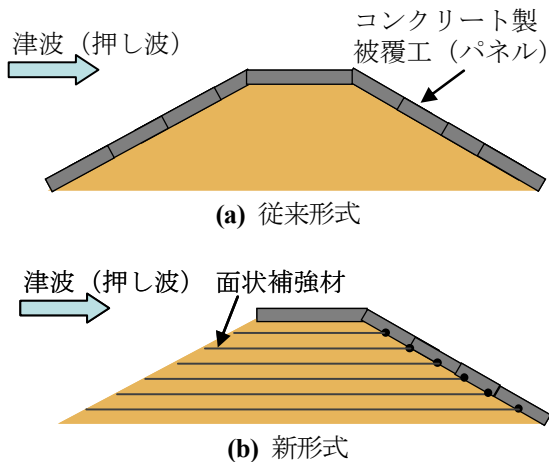 コンクリート製
被覆工（パネル）
津波（押し波）
(a) 従来形式
津波（押し波）
面状補強材
(b) 新形式